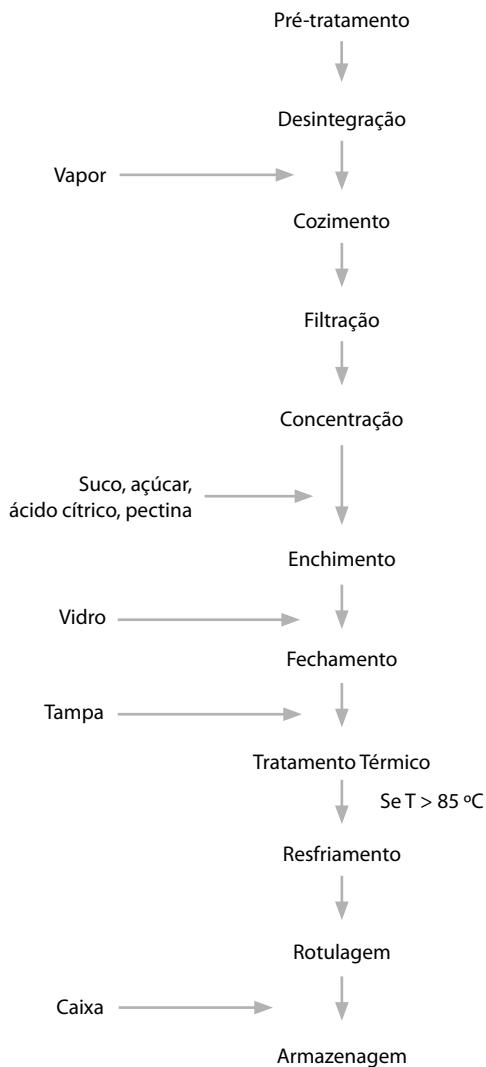 Pré-tratamento
Desintegração
Vapor
Cozimento
Filtração
Concentração
Suco, açúcar,
ácido cítrico, pectina
Enchimento
Vidro
Fechamento
Tampa
Tratamento Térmico
Se T > 85 ºC
Resfriamento
Rotulagem
Caixa
Armazenagem